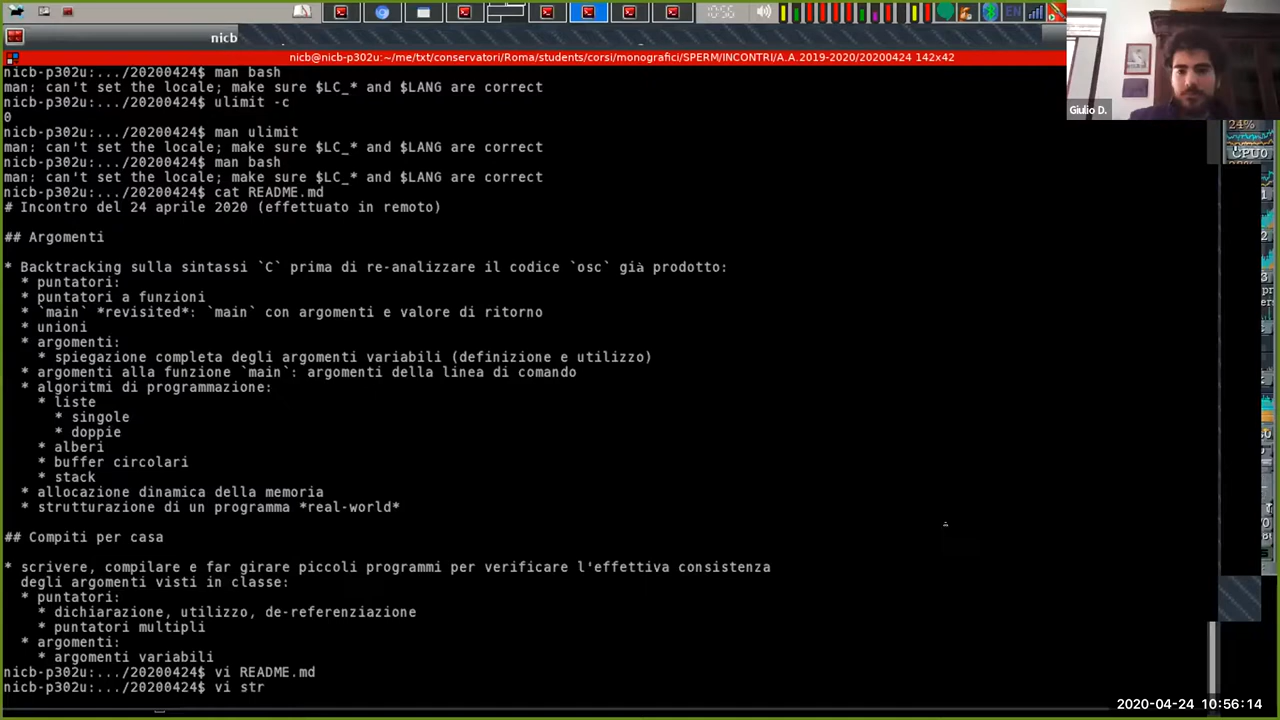 10:56
EN
nicb
Giulio D.
nicb@nicb-p302u:~/me/txt/conservatori/Roma/students/corsi/monografici/SPERM/INCONTRI/A.A.2019-2020/20200424 142x42
24%
CPU0
nicb-p302u:.../20200424$ man bash
man: can't set the locale; make sure $LC_* and $LANG are correct
nicb-p302u:.../20200424$ ulimit -c
0
nicb-p302u:.../20200424$ man ulimit
man: can't set the locale; make sure $LC_* and $LANG are correct
nicb-p302u:.../20200424$ man bash
man: can't set the locale; make sure $LC_* and $LANG are correct
nicb-p302u:.../20200424$ cat README.md
# Incontro del 24 aprile 2020 (effettuato in remoto)
## Argomenti
* Backtracking sulla sintassi `C` prima di re-analizzare il codice `osc` già prodotto:
* puntatori:
* puntatori a funzioni
* `main` *revisited*: `main` con argomenti e valore di ritorno
* unioni
* argomenti:
* spiegazione completa degli argomenti variabili (definizione e utilizzo)
* argomenti alla funzione `main`: argomenti della linea di comando
* algoritmi di programmazione:
* liste
* singole
* doppie
* alberi
* buffer circolari
* stack
* allocazione dinamica della memoria
* strutturazione di un programma *real-world*
## Compiti per casa
* scrivere, compilare e far girare piccoli programmi per verificare l'effettiva consistenza
degli argomenti visti in classe:
* puntatori:
* dichiarazione, utilizzo, de-referenziazione
* puntatori multipli
* argomenti:
* argomenti variabili
nicb-p302u:.../20200424$ vi README.md
nicb-p302u:.../20200424$ vi str
2020-04-24 10:56:14